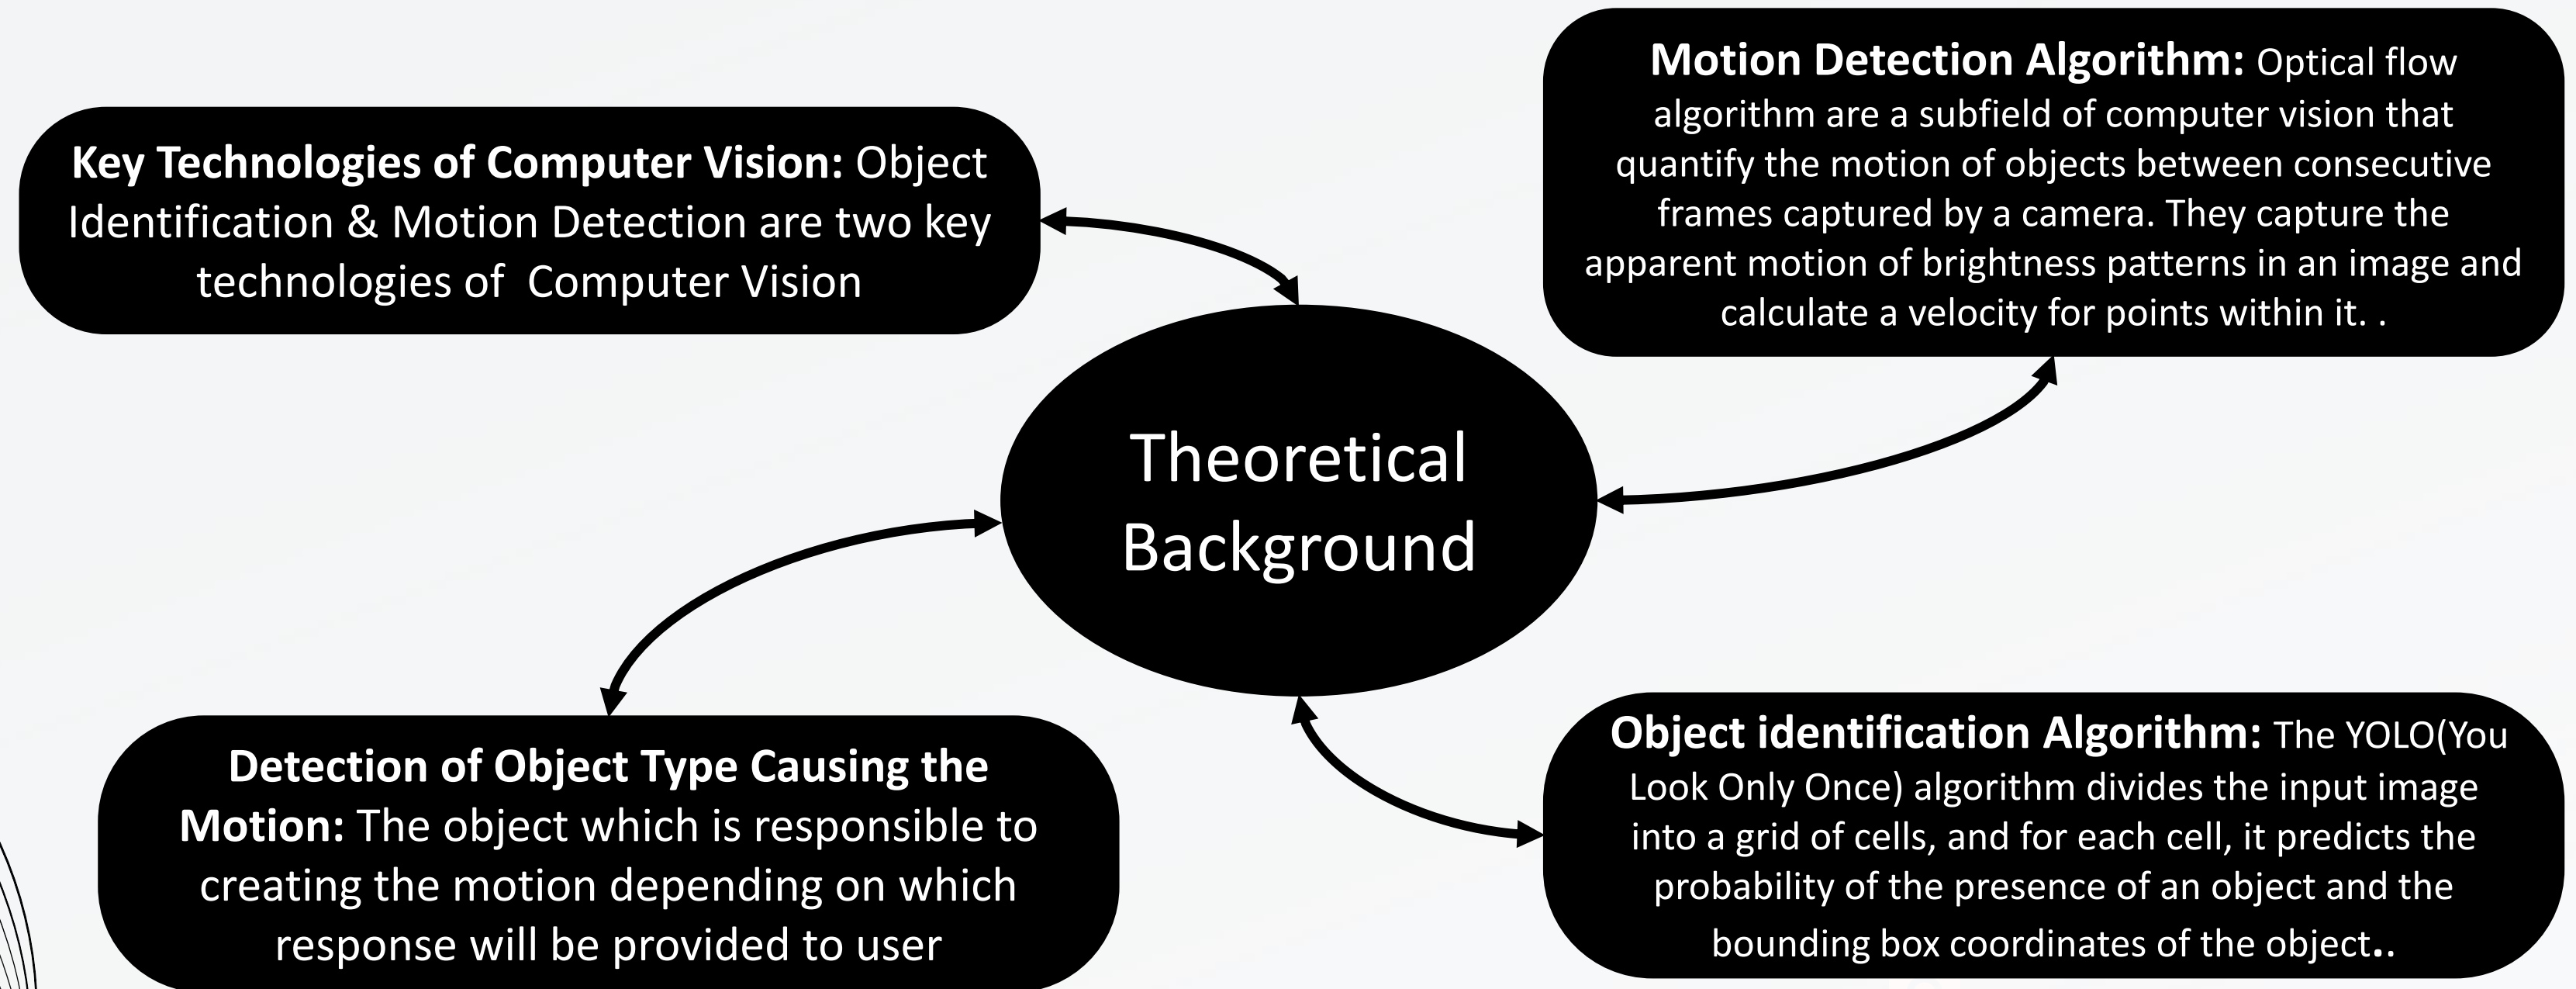 Key Technologies of Computer Vision: Object
Identification & Motion Detection are two key
technologies of  Computer Vision
Motion Detection Algorithm: Optical flow
algorithm are a subfield of computer vision that
quantify the motion of objects between consecutive
frames captured by a camera. They capture the
apparent motion of brightness patterns in an image and
calculate a velocity for points within it. .
Theoretical
Background
Detection of Object Type Causing the
Motion: The object which is responsible to
creating the motion depending on which
response will be provided to user
Object identification Algorithm: The YOLO(You
Look Only Once) algorithm divides the input image
into a grid of cells, and for each cell, it predicts the
probability of the presence of an object and the
bounding box coordinates of the object..